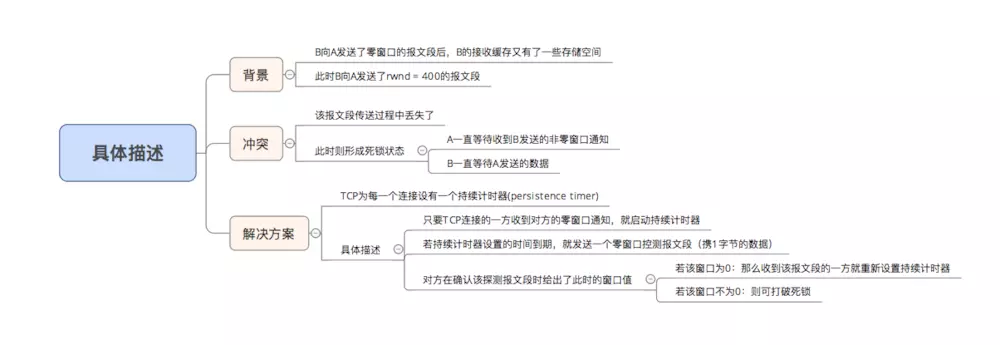 具体描述
背景
B向A发送了零窗口的报文段后，B的接收缓存又有了一些存储空间
此时B向A发送了rwnd = 400的报文段
冲突
该报文段传送过程中丢失了
此时则形成死锁状态
A一直等待收到B发送的非零窗口通知
B一直等待A发送的数据
解决方案
TCP为每一个连接设有一个持续计时器(persistence timer)
具体描述
只要TCP连接的一方收到对方的零窗口通知，就启动持续计时器
若持续计时器设置的时间到期，就发送一个零窗口控测报文段（携1字节的数据）
对方在确认该探测报文段时给出了此时的窗口值
若该窗口为0：那么收到该报文段的一方就重新设置持续计时器
若该窗口不为0：则可打破死锁